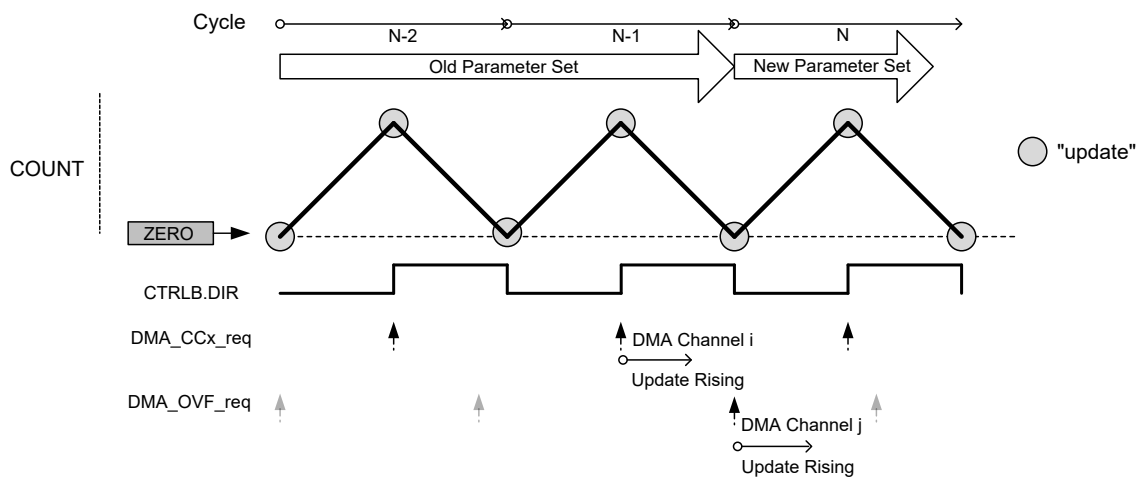 Cycle
N-2
N-1
N
Old Parameter Set
New Parameter Set
COUNT
"update"
ZERO
CTRLB.DIR
DMA_CCx_req
DMA Channel i
Update Rising
DMA_OVF_req
DMA Channel j
Update Rising